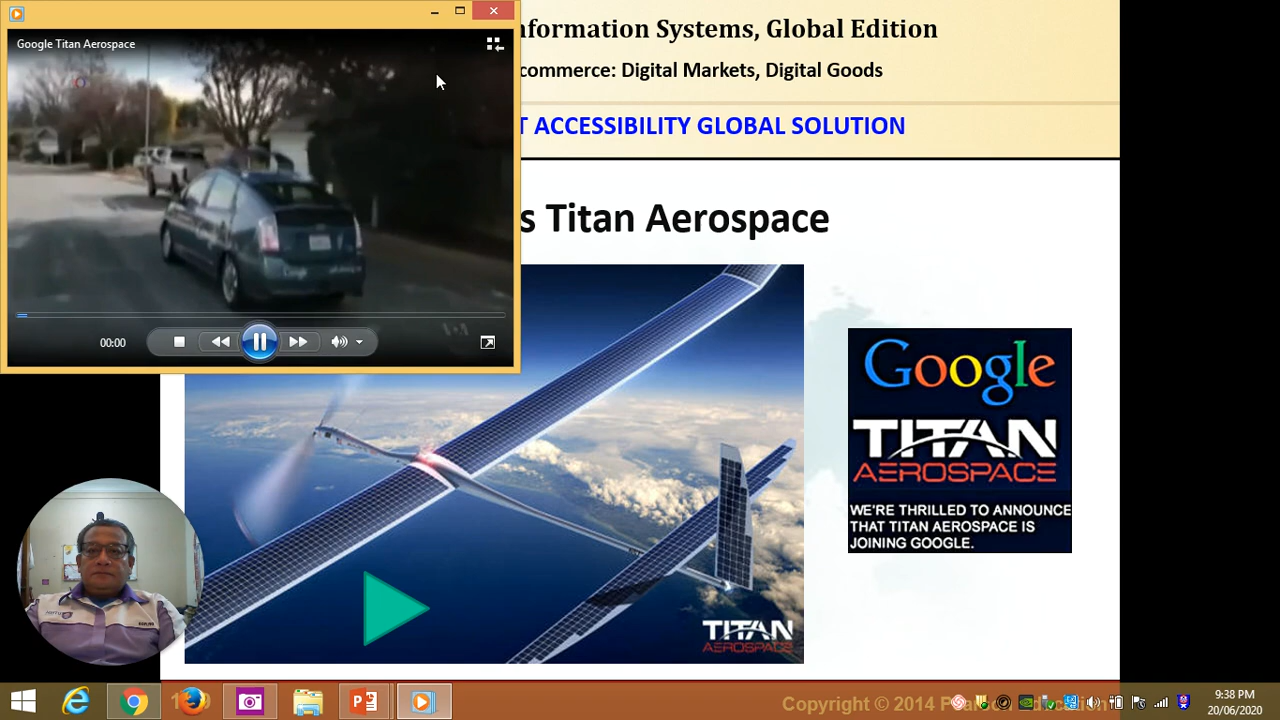 Google Titan Aerospace
00:00
nformation Systems, Global Edition
commerce: Digital Markets, Digital Goods
T ACCESSIBILITY GLOBAL SOLUTION
s Titan Aerospace
TITAN
AEROSPACE
Google
TITAN
AEROSPACE
WE'RE THRILLED TO ANNOUNCE
THAT TITAN AEROSPACE IS
JOINING GOOGLE.
Copyright © 2014
9:38 PM
20/06/2020